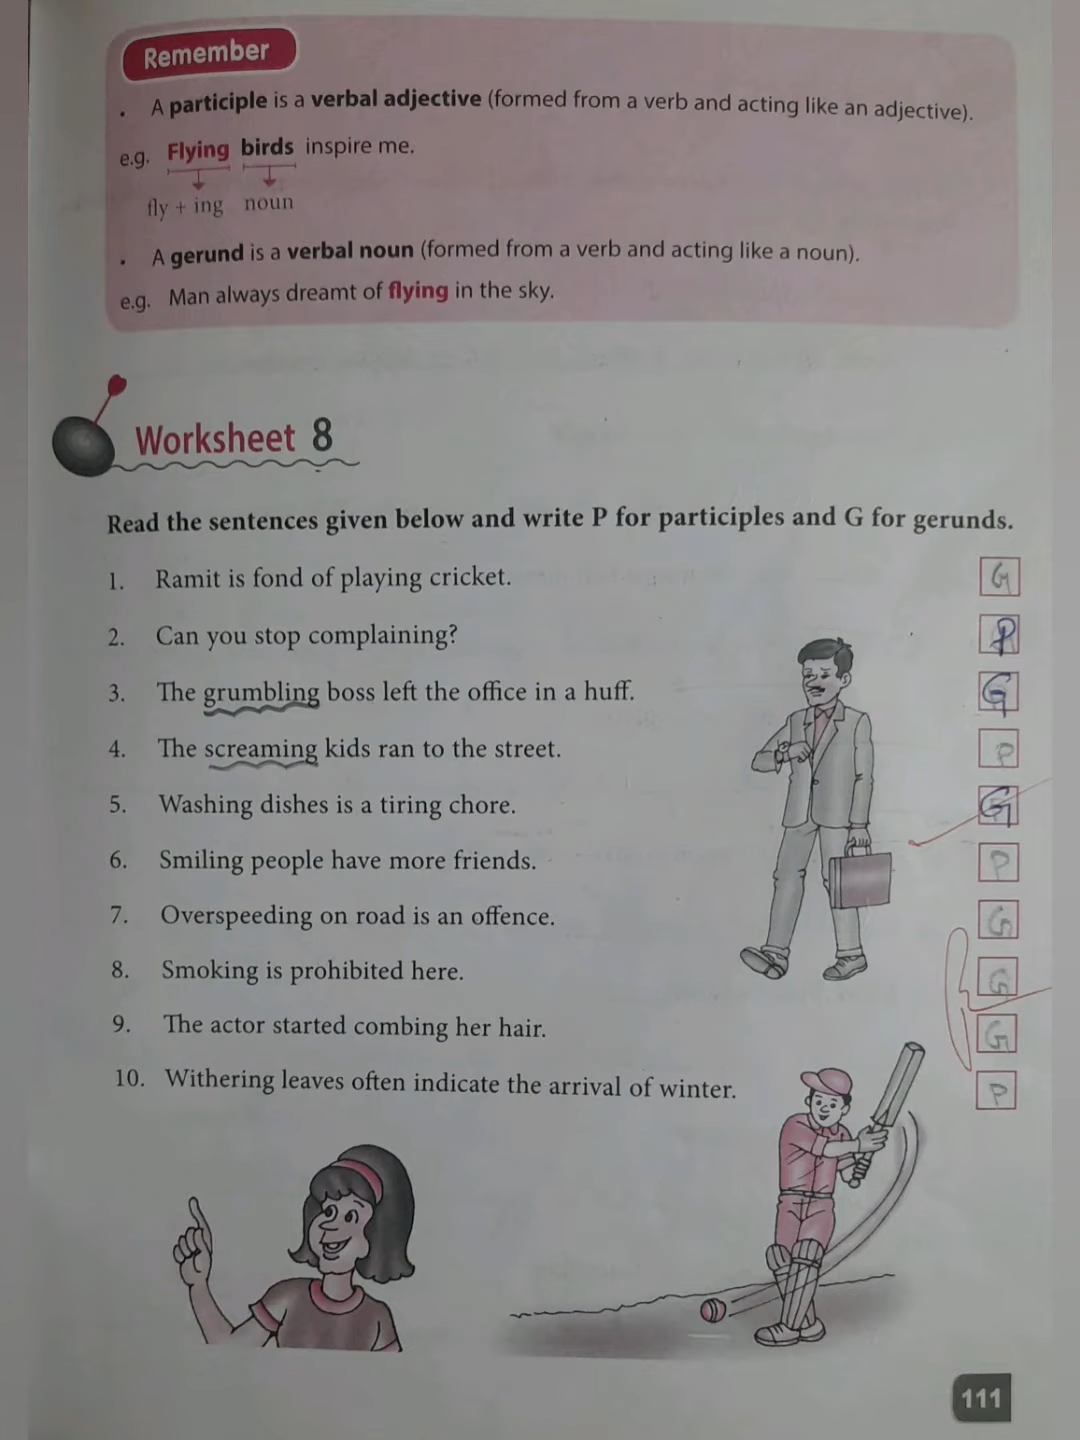 Remember
. A participle is a verbal adjective (formed from a verb and acting like an adjective).
e.g. Flying birds inspire me.
fly + ing noun
. A gerund is a verbal noun (formed from a verb and acting like a noun).
e.g. Man always dreamt of flying in the sky.
Worksheet 8
Read the sentences given below and write P for participles and G for gerunds.
1. Ramit is fond of playing cricket. G
2. Can you stop complaining? P
3. The grumbling boss left the office in a huff. G
4. The screaming kids ran to the street. P
5. Washing dishes is a tiring chore. G
6. Smiling people have more friends. P
7. Overspeeding on road is an offence. G
8. Smoking is prohibited here. G
9. The actor started combing her hair. G
10. Withering leaves often indicate the arrival of winter. P
111